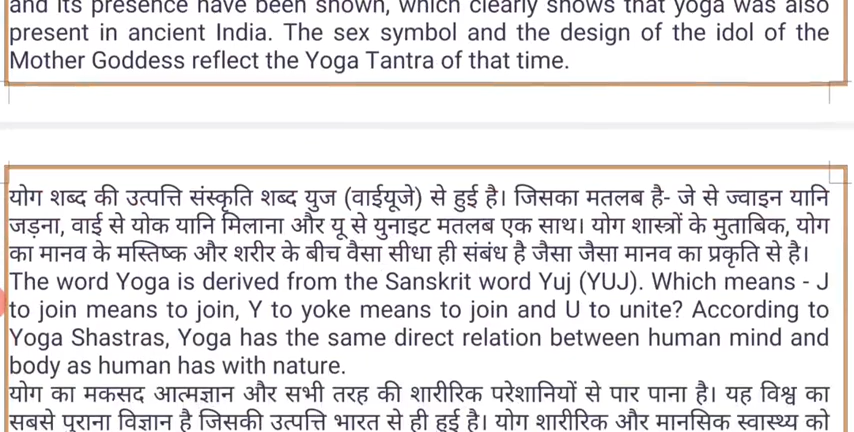 and its presence have been shown, which clearly shows that yoga was also
present in ancient India. The sex symbol and the design of the idol of the
Mother Goddess reflect the Yoga Tantra of that time.
योग शब्द की उत्पत्ति संस्कृति शब्द युज (वाईयूजे) से हुई है। जिसका मतलब है- जे से ज्वाइन यानि
जड़ना, वाई से योक यानि मिलाना और यू से युनाइट मतलब एक साथ। योग शास्त्रों के मुताबिक, योग
का मानव के मस्तिष्क और शरीर के बीच वैसा सीधा ही संबंध है जैसा जैसा मानव का प्रकृति से है।
The word Yoga is derived from the Sanskrit word Yuj (YUJ). Which means - J
to join means to join, Y to yoke means to join and U to unite? According to
Yoga Shastras, Yoga has the same direct relation between human mind and
body as human has with nature.
योग का मकसद आत्मज्ञान और सभी तरह की शारीरिक परेशानियों से पार पाना है। यह विश्व का
सबसे पुराना विज्ञान है जिसकी उत्पत्ति भारत से ही हुई है। योग शारीरिक और मानसिक स्वास्थ्य को